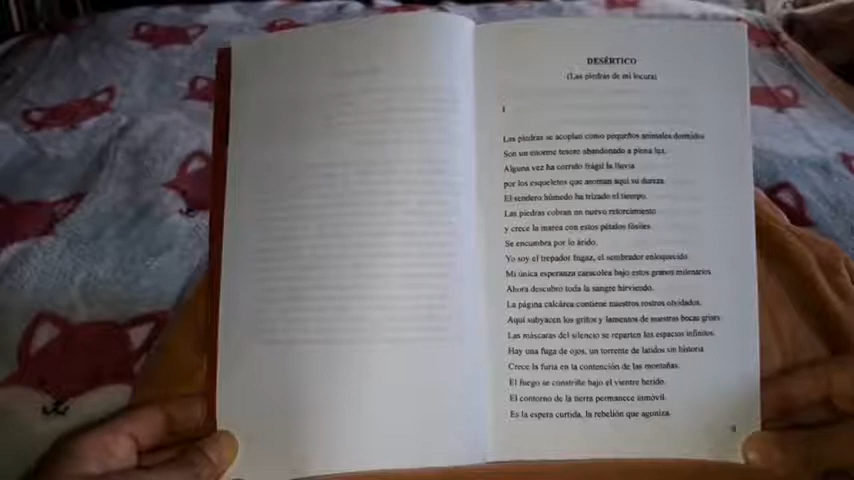 DESÉRTICO
(Las piedras de mi locura)
I
Las piedras se acoplan como pequeños animales dormidos
Son un enorme tesoro abandonado a plena luz.
Alguna vez ha corrido frágil la lluvia
por los esqueletos que asoman aquí su dureza.
El sendero húmedo ha trizado el tiempo.
Las piedras cobran un nuevo retorcimiento
y crece la marea con estos pétalos fósiles
Se encumbra por lo árido.
Yo soy el trepador fugaz, el sembrador enloquecido
Mi única esperanza caracolea bajo estos granos milenarios
Ahora descubro toda la sangre hirviendo.
La página calcárea contiene nuestros rostros olvidados.
Aquí subyacen los gritos y lamentos de nuestras bocas grises
Las máscaras del silencio se reparten los espacios infinitos.
Hay una fuga de ojos, un torrente de latidos sin historia
Crece la furia en la contención de las montañas.
El fuego se constriñe bajo el vientre herido.
El contorno de la tierra permanece inmóvil.
Es la espera curtida, la rebelión que agoniza.